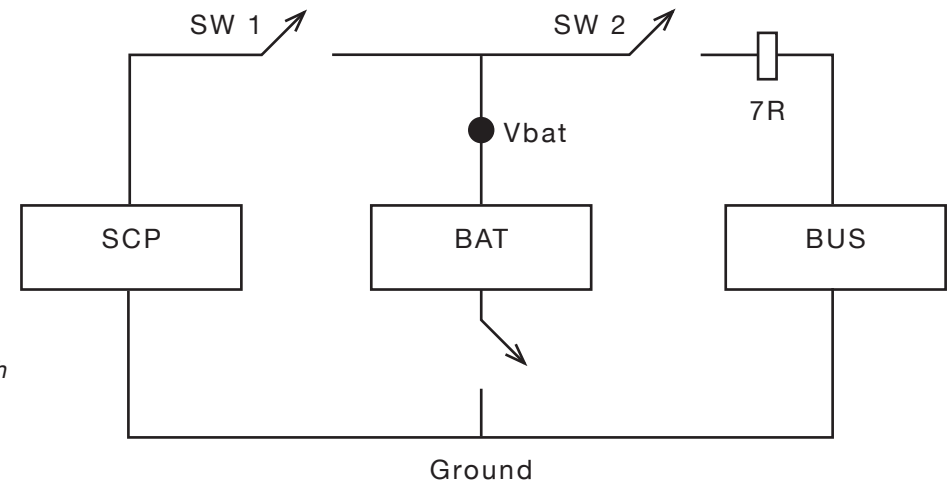 SW 1
SW 2
7R
Vbat
SCP
BAT
BUS
n
Ground